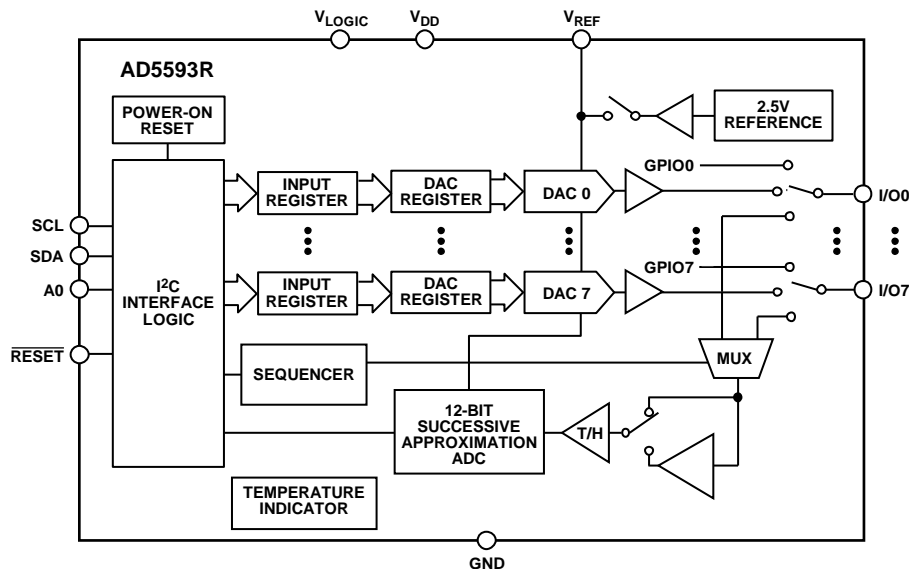 VLOGIC
VDD
VREF
AD5593R
POWER-ON
RESET
2.5V
REFERENCE
GPIO0
INPUT
REGISTER
DAC
REGISTER
DAC 0
I/O0
SCL
SDA
A0
RESET
I2C
INTERFACE
LOGIC
INPUT
REGISTER
DAC
REGISTER
DAC 7
GPIO7
I/O7
SEQUENCER
MUX
12-BIT
SUCCESSIVE
APPROXIMATION
ADC
T/H
TEMPERATURE
INDICATOR
GND